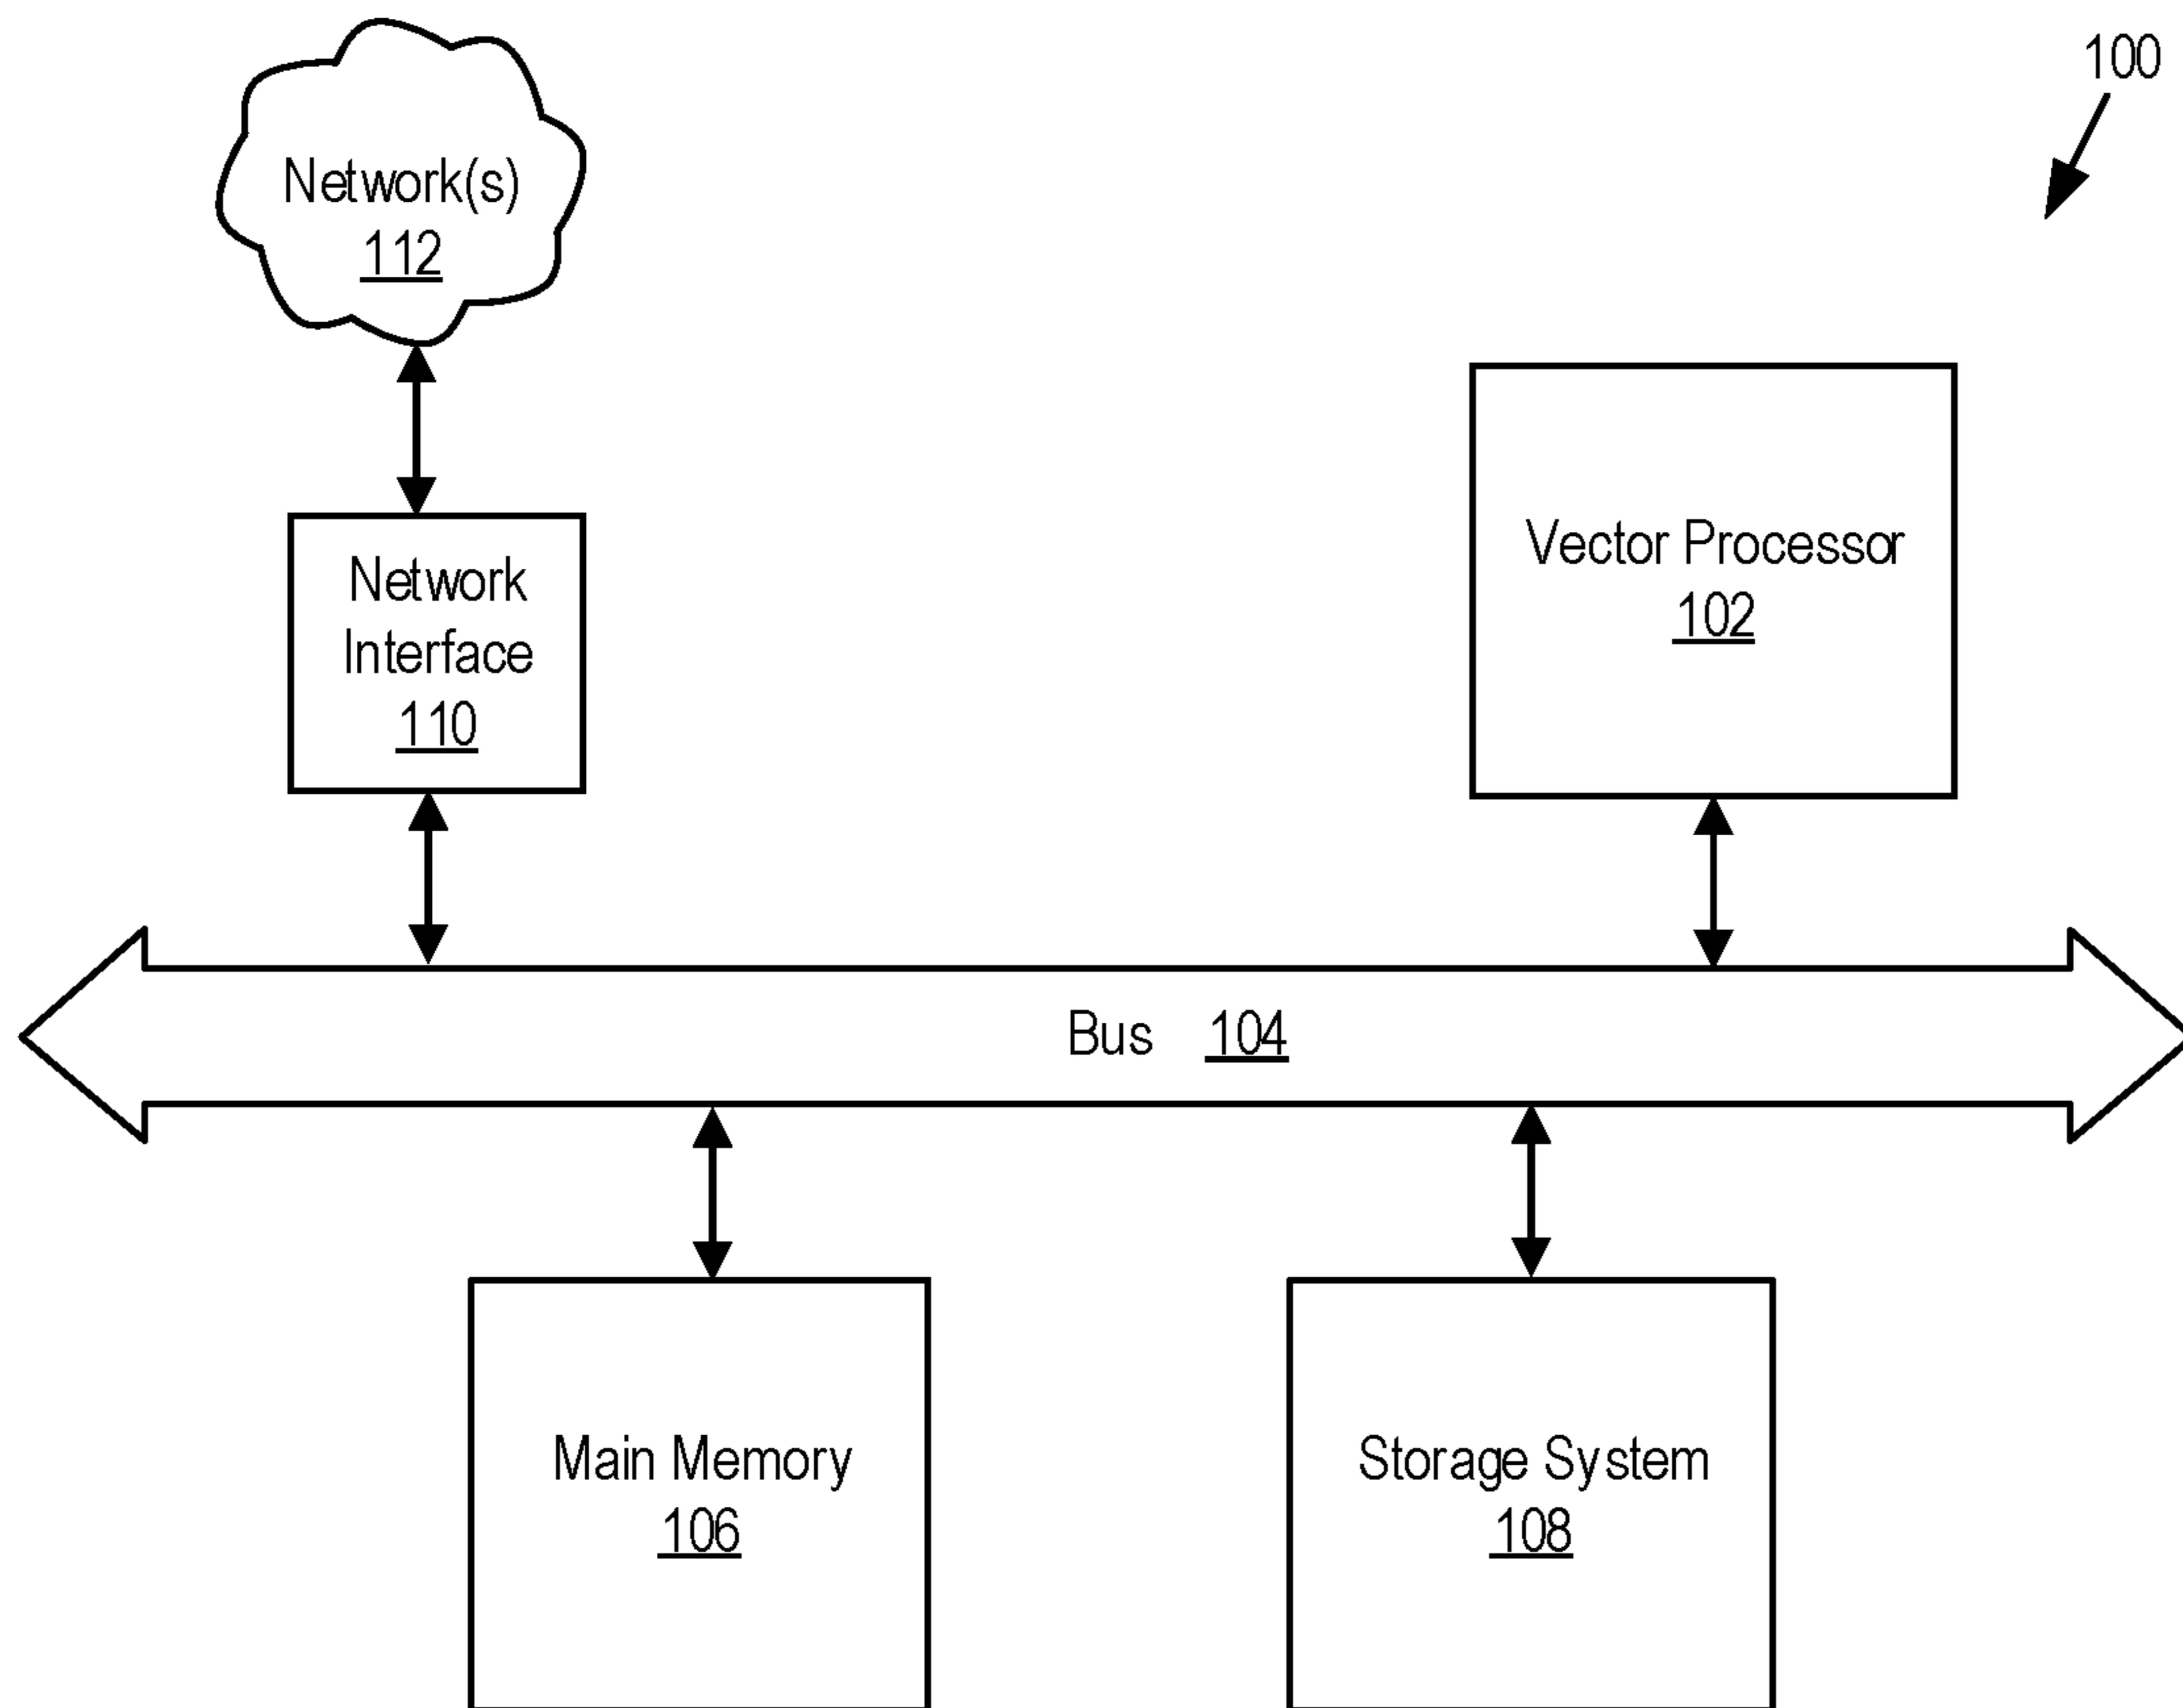 100
Network(s)
112
Network
Interface
110
Vector Processor
102
Bus 104
Main Memory
106
Storage System
108